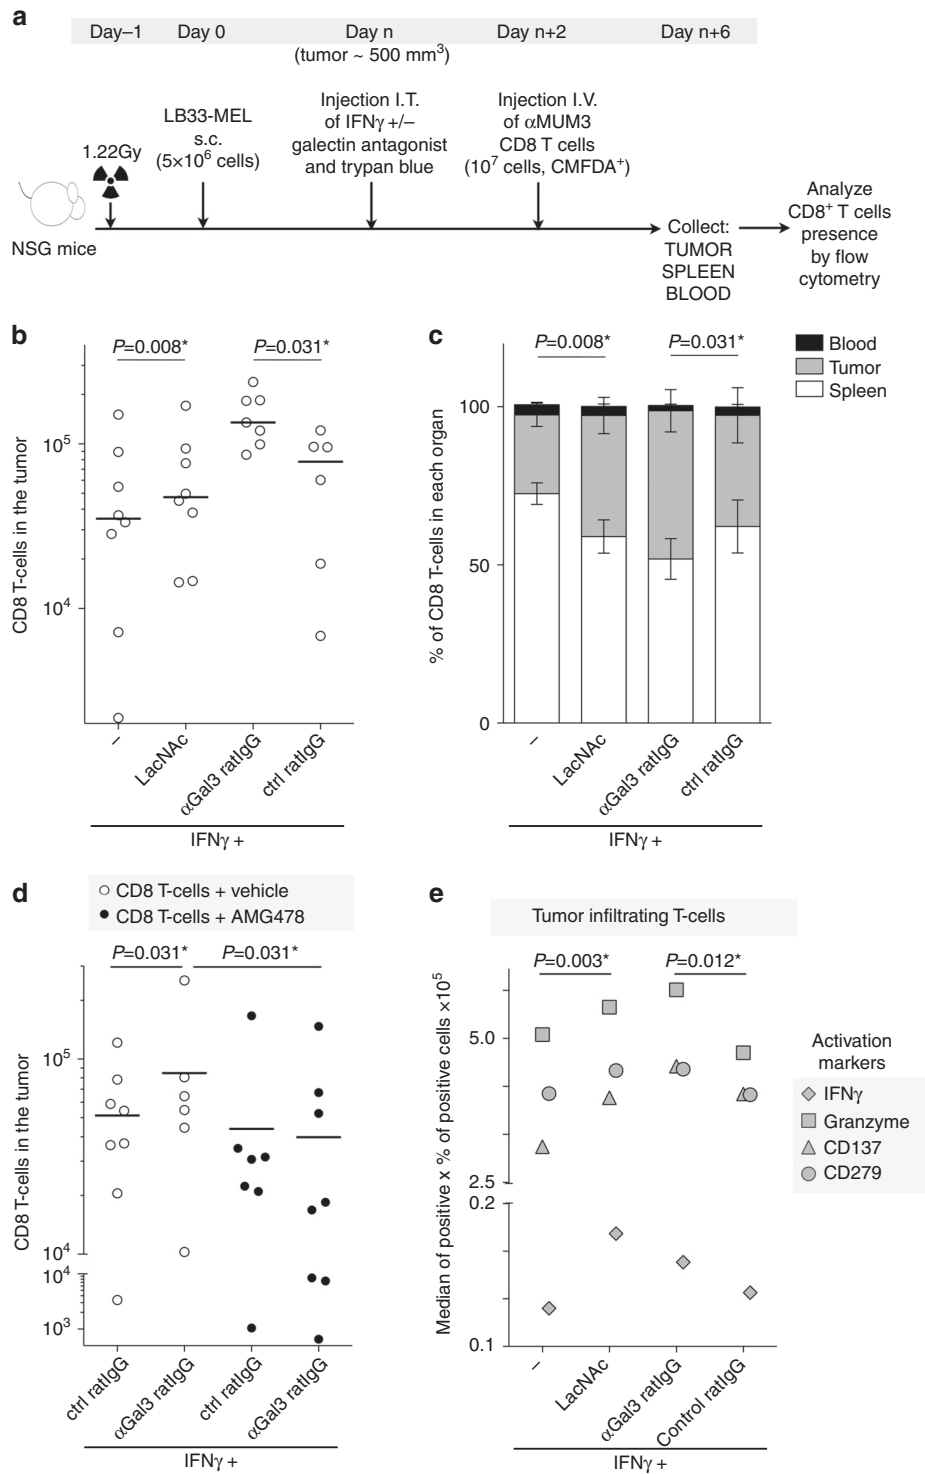 a
Day–1 Day 0 Day n Day n+2 Day n+6
(tumor ~ 500 mm³)
1.22Gy
NSG mice
LB33-MEL
s.c.
(5×10⁶ cells)
Injection I.T.
of IFNγ +/–
galectin antagonist
and trypan blue
Injection I.V.
of αMUM3
CD8 T cells
(10⁷ cells, CMFDA⁺)
Collect:
TUMOR
SPLEEN
BLOOD
Analyze
CD8⁺ T cells
presence
by flow
cytometry
b
P=0.008* P=0.031*
CD8 T-cells in the tumor
10⁵
10⁴
–
LacNAc
αGal3 ratIgG
ctrl ratIgG
IFNγ +
c
P=0.008* P=0.031*
Blood
Tumor
Spleen
% of CD8 T-cells in each organ
100
50
0
–
LacNAc
αGal3 ratIgG
ctrl ratIgG
IFNγ +
d
CD8 T-cells + vehicle
CD8 T-cells + AMG478
P=0.031* P=0.031*
CD8 T-cells in the tumor
10⁵
10⁴
10⁴
10³
ctrl ratIgG
αGal3 ratIgG
ctrl ratIgG
αGal3 ratIgG
IFNγ +
e
Tumor infiltrating T-cells
P=0.003* P=0.012*
Median of positive x % of positive cells ×10⁵
5.0
2.5
0.2
0.1
–
LacNAc
αGal3 ratIgG
Control ratIgG
IFNγ +
Activation
markers
IFNγ
Granzyme
CD137
CD279